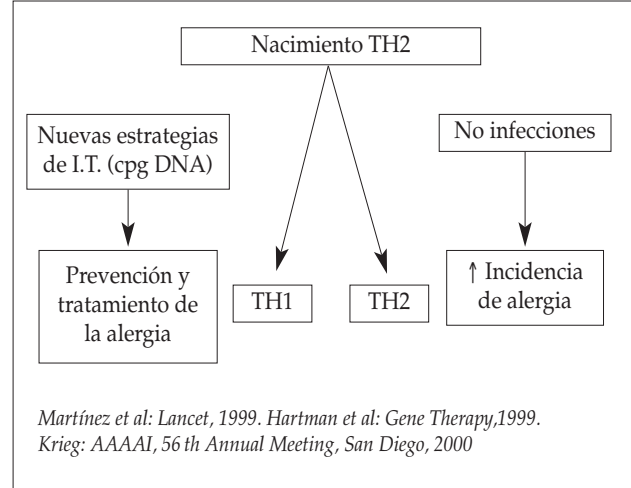 Nacimiento TH2
Nuevas estrategias
de I.T. (cpg DNA)
No infecciones
Prevención y
tratamiento de
la alergia
TH1
TH2
↑ Incidencia
de alergia
Martínez et al: Lancet, 1999. Hartman et al: Gene Therapy,1999.
Krieg: AAAAI, 56 th Annual Meeting, San Diego, 2000